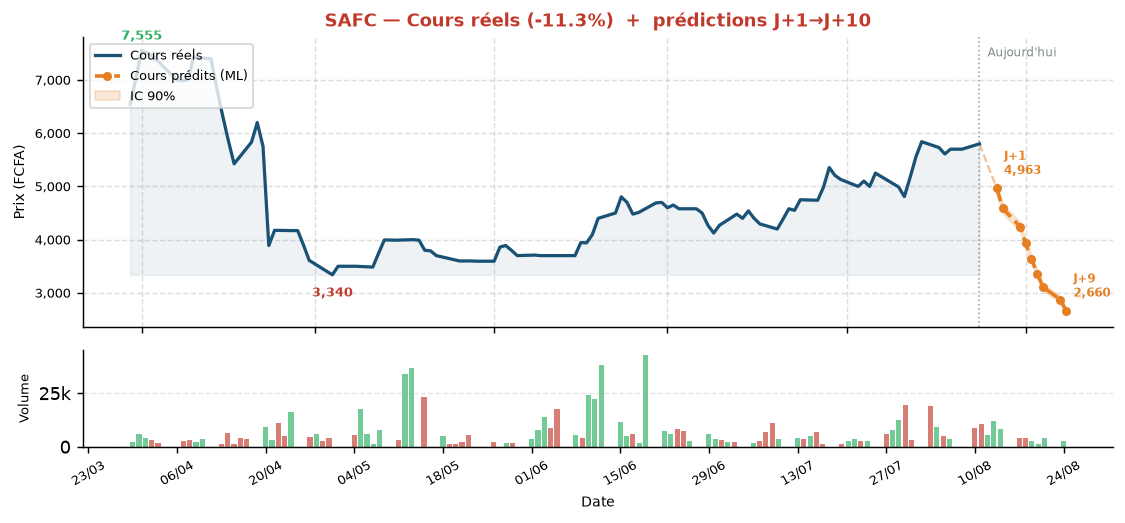 SAFC — Cours réels (-11.3%)  +  prédictions J+1→J+10
7,555
Cours réels
Cours prédits (ML)
IC 90%
Aujourd'hui
Prix (FCFA)
7,000
6,000
5,000
4,000
3,000
J+1
4,963
J+9
2,660
3,340
Volume
25k
0
23/03
06/04
20/04
04/05
18/05
01/06
15/06
29/06
13/07
27/07
10/08
24/08
Date